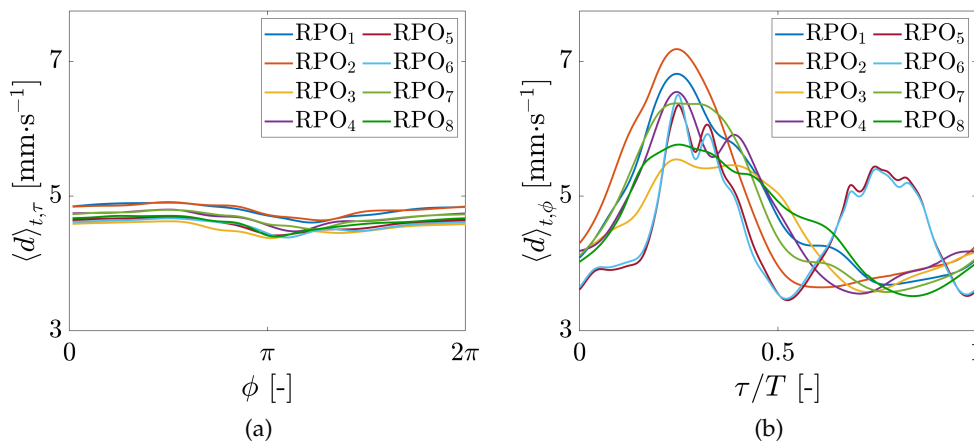 7
5
3
⟨d⟩t,τ [mm·s⁻¹]
RPO₁ RPO₅
RPO₂ RPO₆
RPO₃ RPO₇
RPO₄ RPO₈
0 π 2π
ϕ [-]
(a)
7
5
3
⟨d⟩t,ϕ [mm·s⁻¹]
RPO₁ RPO₅
RPO₂ RPO₆
RPO₃ RPO₇
RPO₄ RPO₈
0 0.5 1
τ/T [-]
(b)